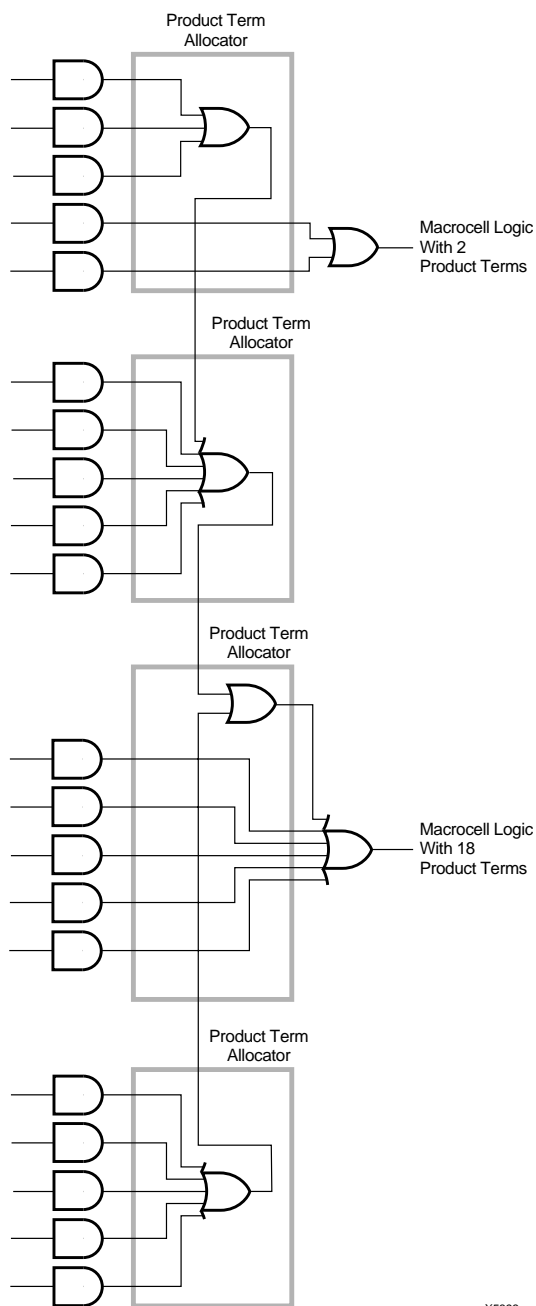 Product Term
Allocator
Macrocell Logic
With 2
Product Terms
Product Term
Allocator
Product Term
Allocator
Macrocell Logic
With 18
Product Terms
Product Term
Allocator